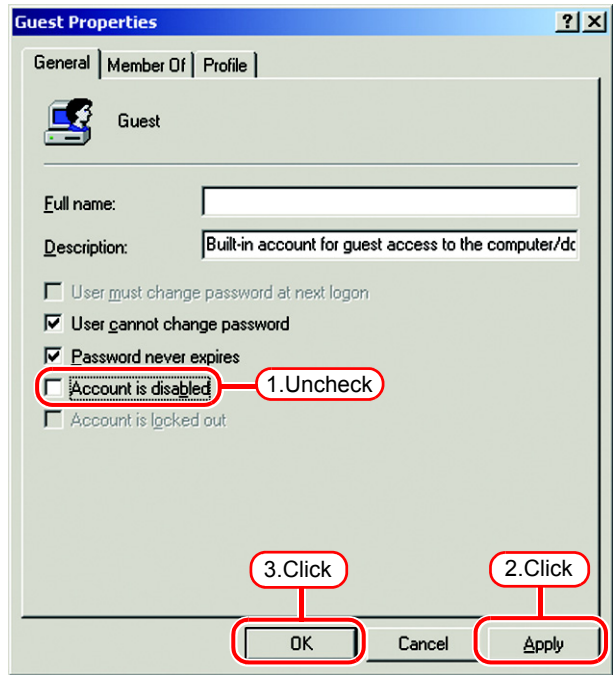 Guest Properties
General Member Of Profile
Guest
Full name:
Description: Built-in account for guest access to the computer/dc
User must change password at next logon
User cannot change password
Password never expires
Account is disabled 1.Uncheck
Account is locked out
3.Click 2.Click
OK Cancel Apply